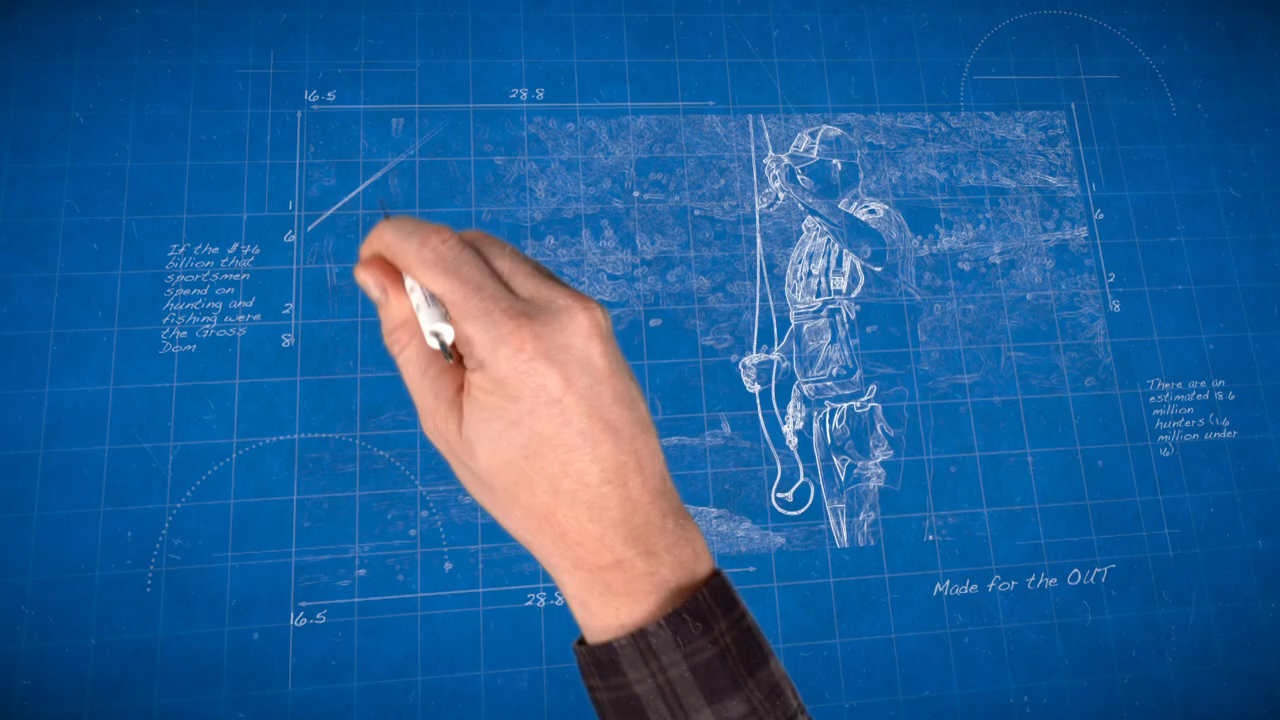 16.5
28.8
1
6
2
8
If the $76
billion that
sportsmen
spend on
hunting and
fishing were
the Gross
Dom
1
6
2
8
There are an
estimated 18.6
million
hunters (1.6
million under
16).
Made for the OUT
28.8
16.5